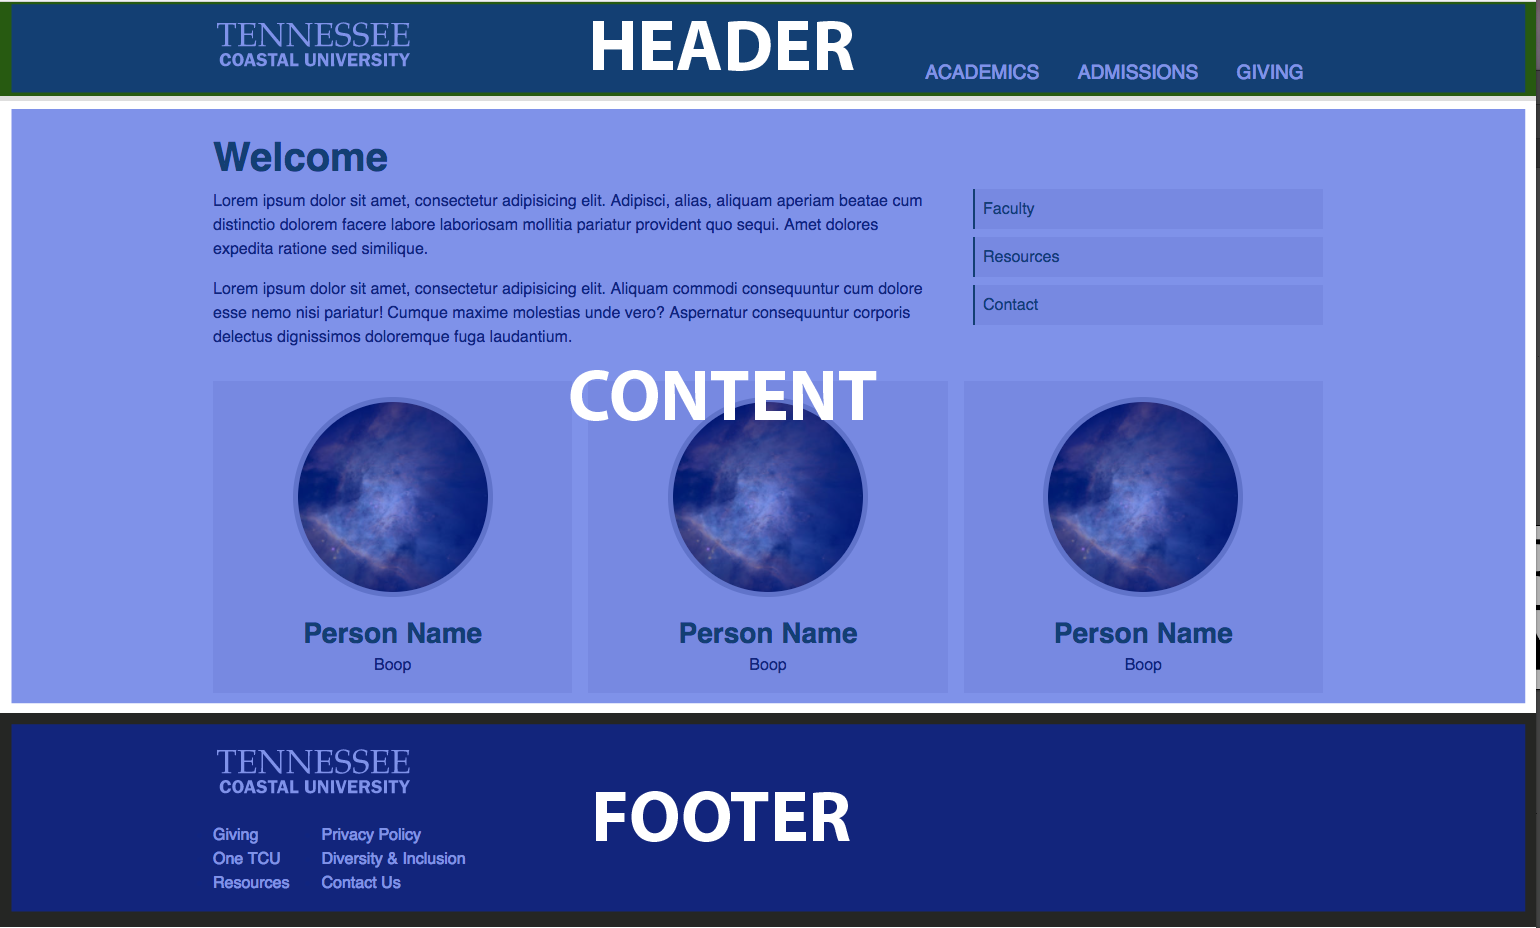 TENNESSEE
COASTAL UNIVERSITY
HEADER
ACADEMICS ADMISSIONS GIVING
Welcome
Lorem ipsum dolor sit amet, consectetur adipisicing elit. Adipisci, alias, aliquam aperiam beatae cum
distinctio dolorem facere labore laboriosam mollitia pariatur provident quo sequi. Amet dolores
expedita ratione sed similique.
Lorem ipsum dolor sit amet, consectetur adipisicing elit. Aliquam commodi consequuntur cum dolore
esse nemo nisi pariatur! Cumque maxime molestias unde vero? Aspernatur consequuntur corporis
delectus dignissimos doloremque fuga laudantium.
Faculty
Resources
Contact
CONTENT
Person Name
Boop
Person Name
Boop
Person Name
Boop
TENNESSEE
COASTAL UNIVERSITY
FOOTER
Giving
One TCU
Resources
Privacy Policy
Diversity & Inclusion
Contact Us